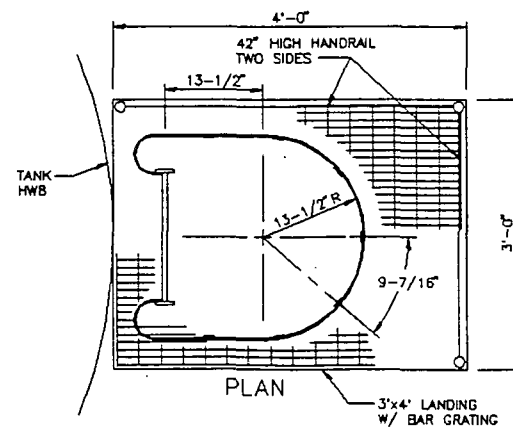 4'-0"
42" HIGH HANDRAIL
TWO SIDES
13-1/2"
TANK
HWB
13-1/2" R
9-7/16"
3'-0"
PLAN
3'x4' LANDING
W/ BAR GRATING